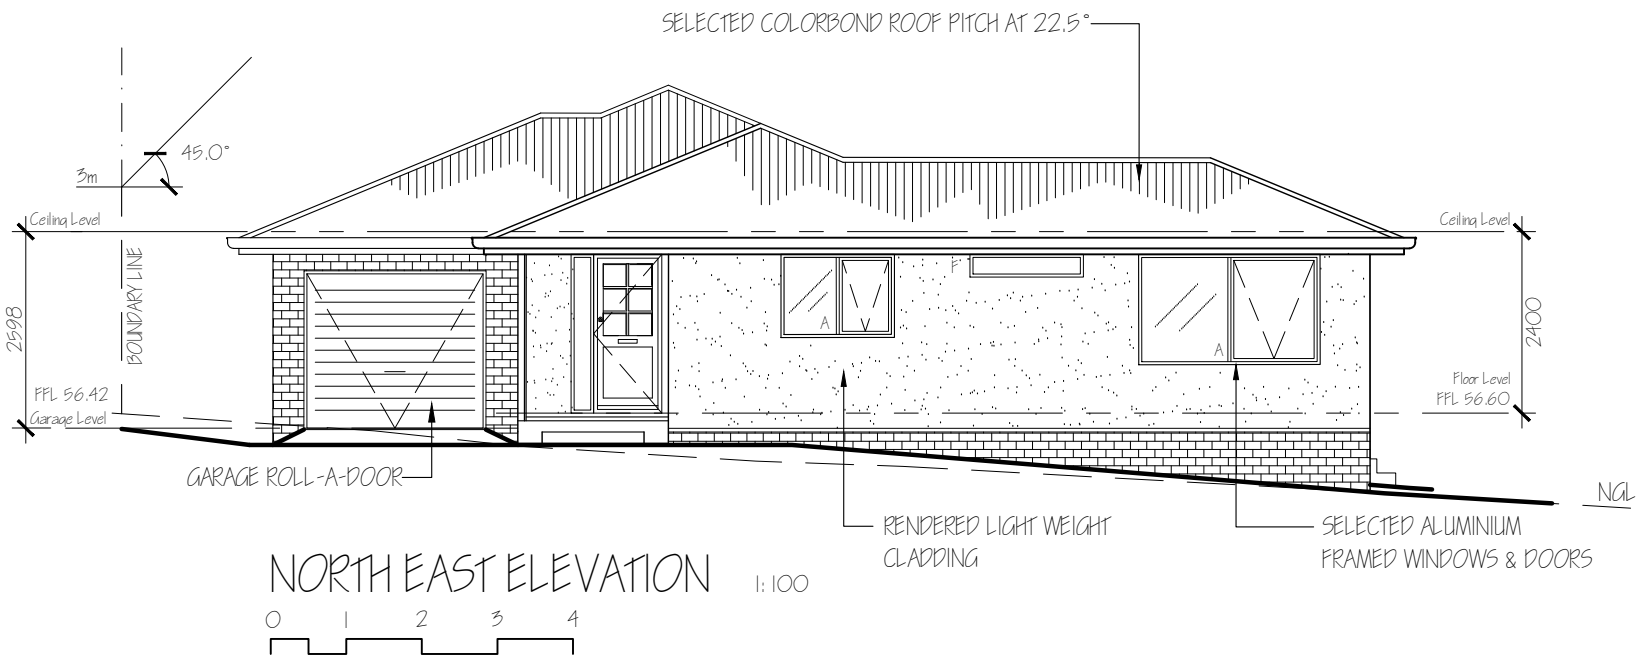 SELECTED COLORBOND ROOF PITCH AT 22.5°
45.0°
3m
Ceiling Level
Ceiling Level
BOUNDARY LINE
2598
2400
F
A
A
FFL 56.42
Garage Level
Floor Level
FFL 56.60
GARAGE ROLL-A-DOOR
NGL
RENDERED LIGHT WEIGHT
CLADDING
SELECTED ALUMINIUM
FRAMED WINDOWS & DOORS
NORTH EAST ELEVATION 1:100
0 1 2 3 4